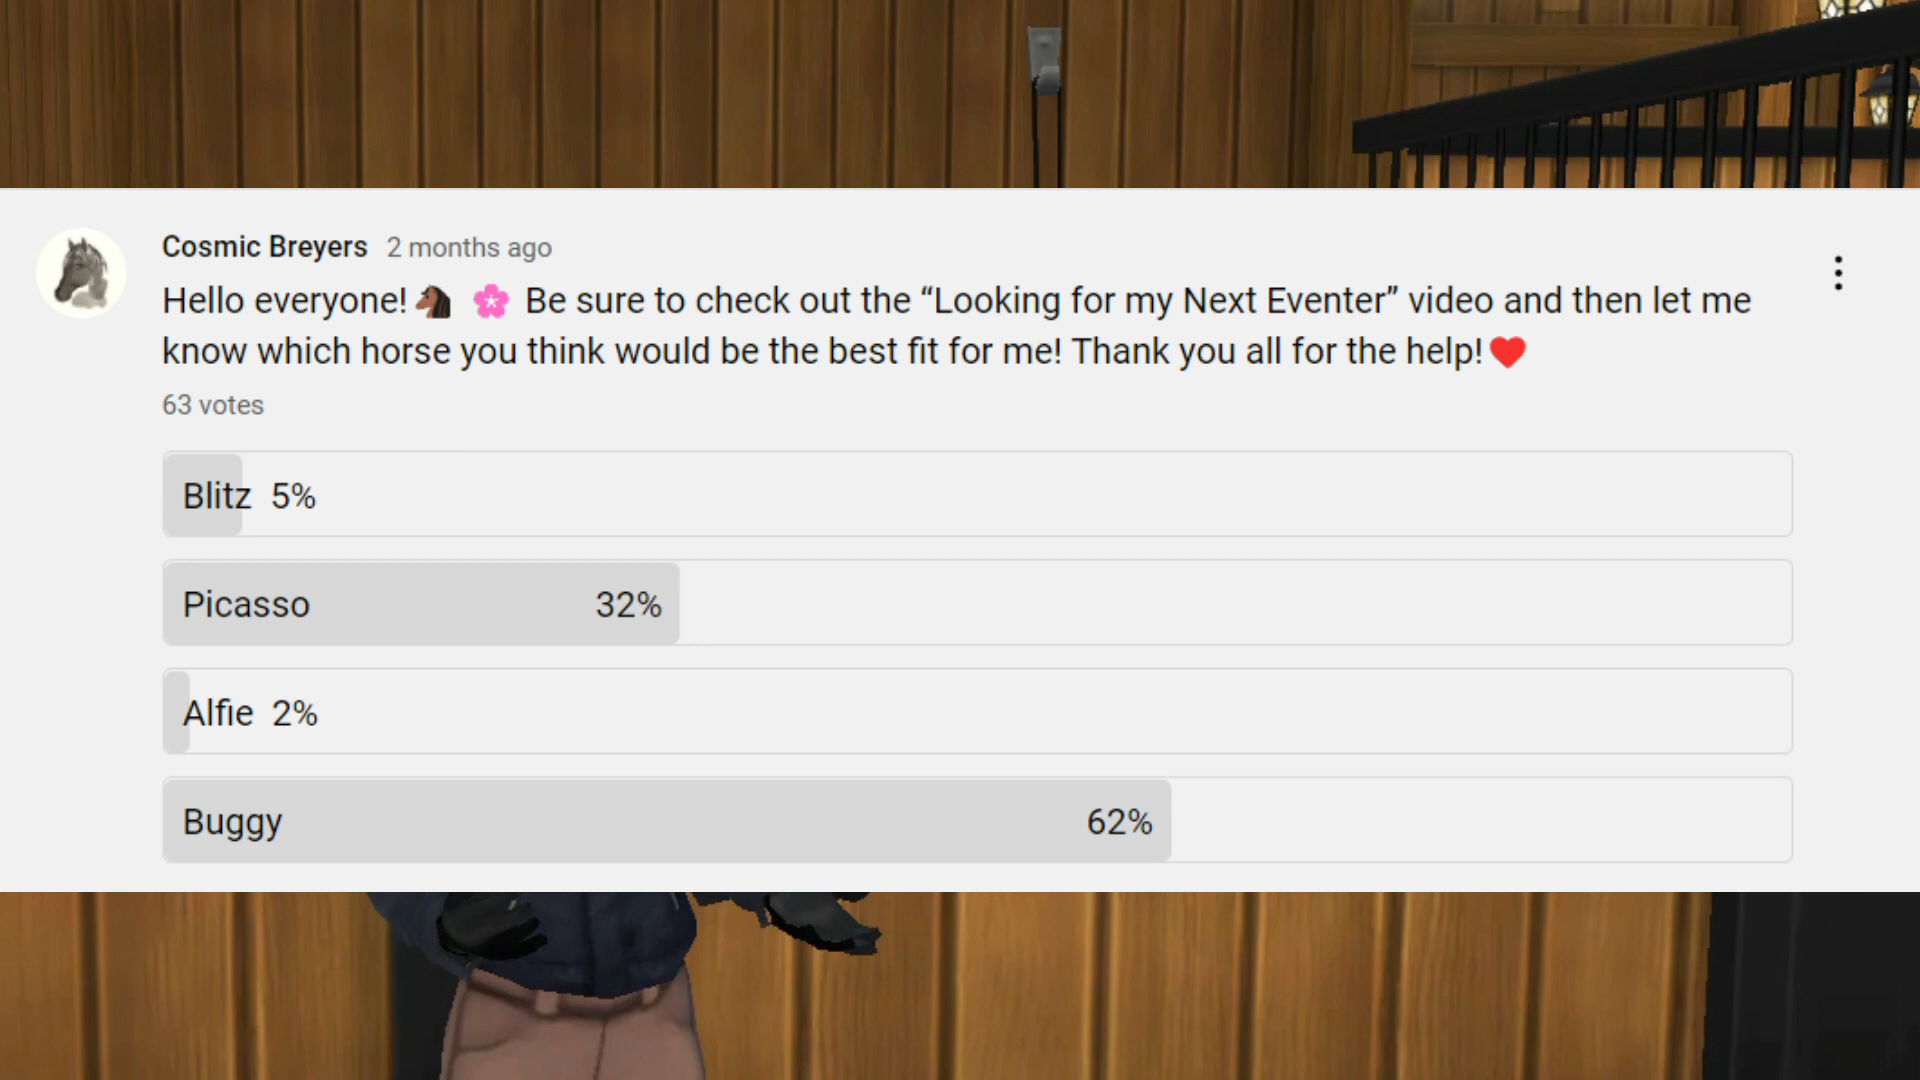 Cosmic Breyers 2 months ago
Hello everyone!🐴 🌸 Be sure to check out the “Looking for my Next Eventer” video and then let me
know which horse you think would be the best fit for me! Thank you all for the help!❤️
63 votes
Blitz 5%
Picasso 32%
Alfie 2%
Buggy 62%